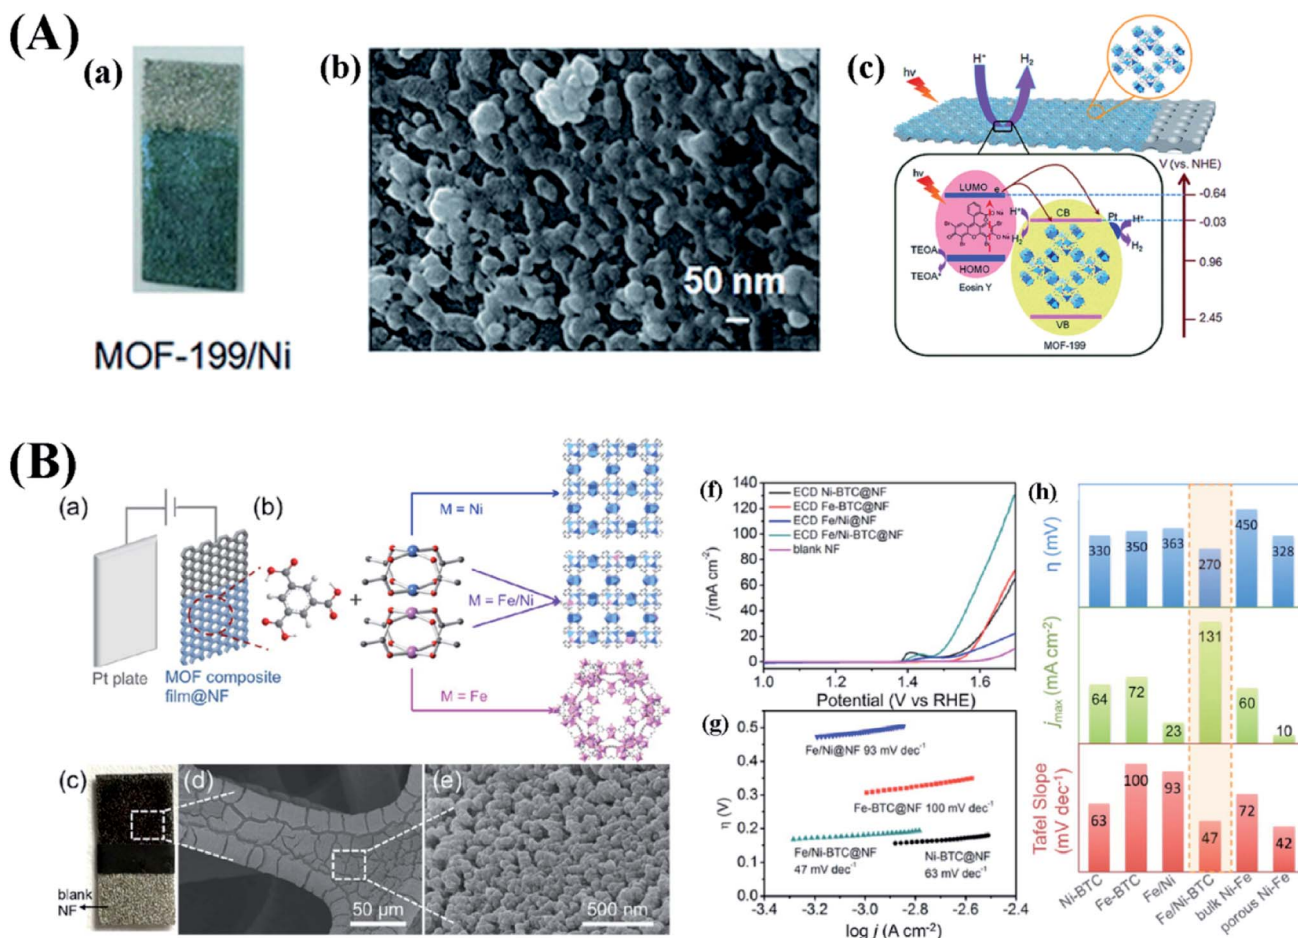 (A)
(a)
MOF-199/Ni
(b)
50 nm
(c)
hν
H⁺
H₂
V (vs. NHE)
hν
LUMO
e
-0.64
H⁺
H₂
CB
Pt
H⁺
H₂
-0.03
TEOA
TEOA⁺
HOMO
0.96
Eosin Y
VB
2.45
MOF-199
(B)
(a)
(b)
Pt plate
MOF composite
film@NF
+
M = Ni
M = Fe/Ni
M = Fe
(c)
blank
NF
(d)
50 µm
(e)
500 nm
(f)
140
120
100
80
60
40
20
0
j (mA cm⁻²)
ECD Ni-BTC@NF
ECD Fe-BTC@NF
ECD Fe/Ni@NF
ECD Fe/Ni-BTC@NF
blank NF
1.0
1.2
1.4
1.6
Potential (V vs RHE)
(g)
0.5
0.4
0.3
0.2
0.1
0.0
η (V)
Fe/Ni@NF 93 mV dec⁻¹
Fe-BTC@NF 100 mV dec⁻¹
Fe/Ni-BTC@NF
47 mV dec⁻¹
Ni-BTC@NF
63 mV dec⁻¹
-3.4
-3.2
-3.0
-2.8
-2.6
-2.4
log j (A cm⁻²)
(h)
η (mV)
330
350
363
270
450
328
jmax (mA cm⁻²)
64
72
23
131
60
10
Tafel Slope
(mV dec⁻¹)
63
100
93
47
72
42
Ni-BTC
Fe-BTC
Fe/Ni
Fe/Ni-BTC
bulk Ni-Fe
porous Ni-Fe